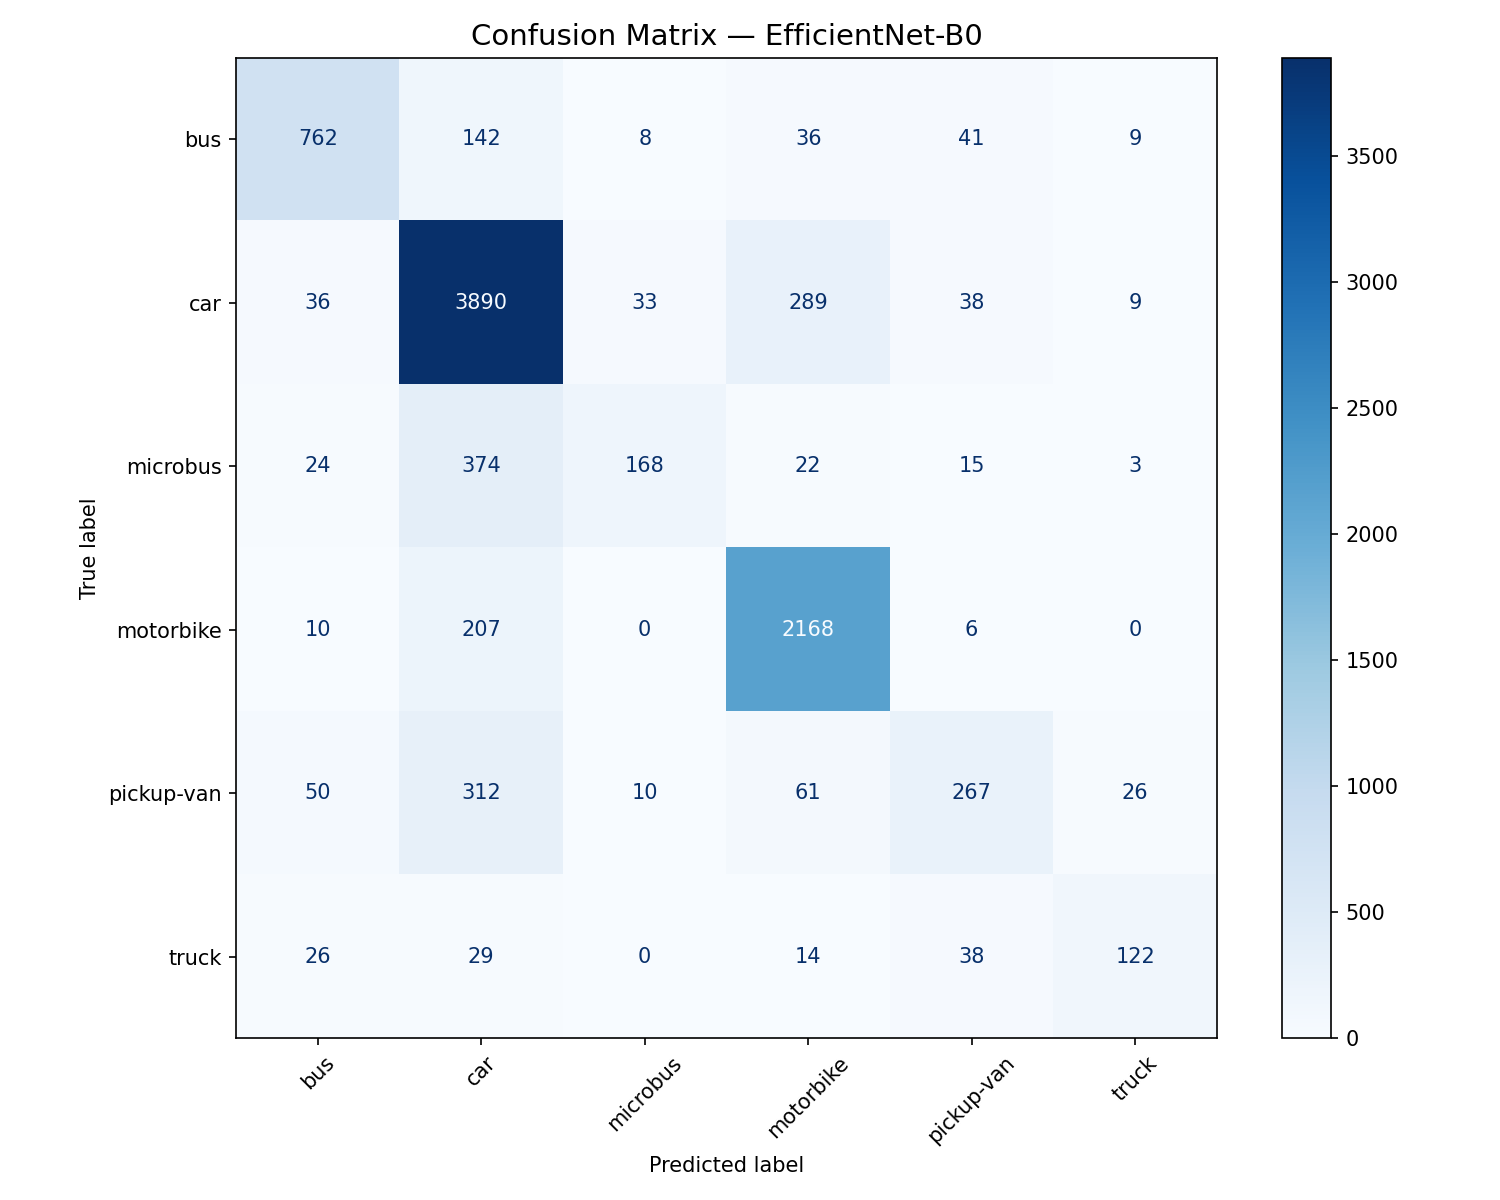 Confusion Matrix — EfficientNet-B0
bus 762 142 8 36 41 9
car 36 3890 33 289 38 9
microbus 24 374 168 22 15 3
motorbike 10 207 0 2168 6 0
pickup-van 50 312 10 61 267 26
truck 26 29 0 14 38 122
True label
bus car microbus motorbike pickup-van truck
Predicted label
3500
3000
2500
2000
1500
1000
500
0